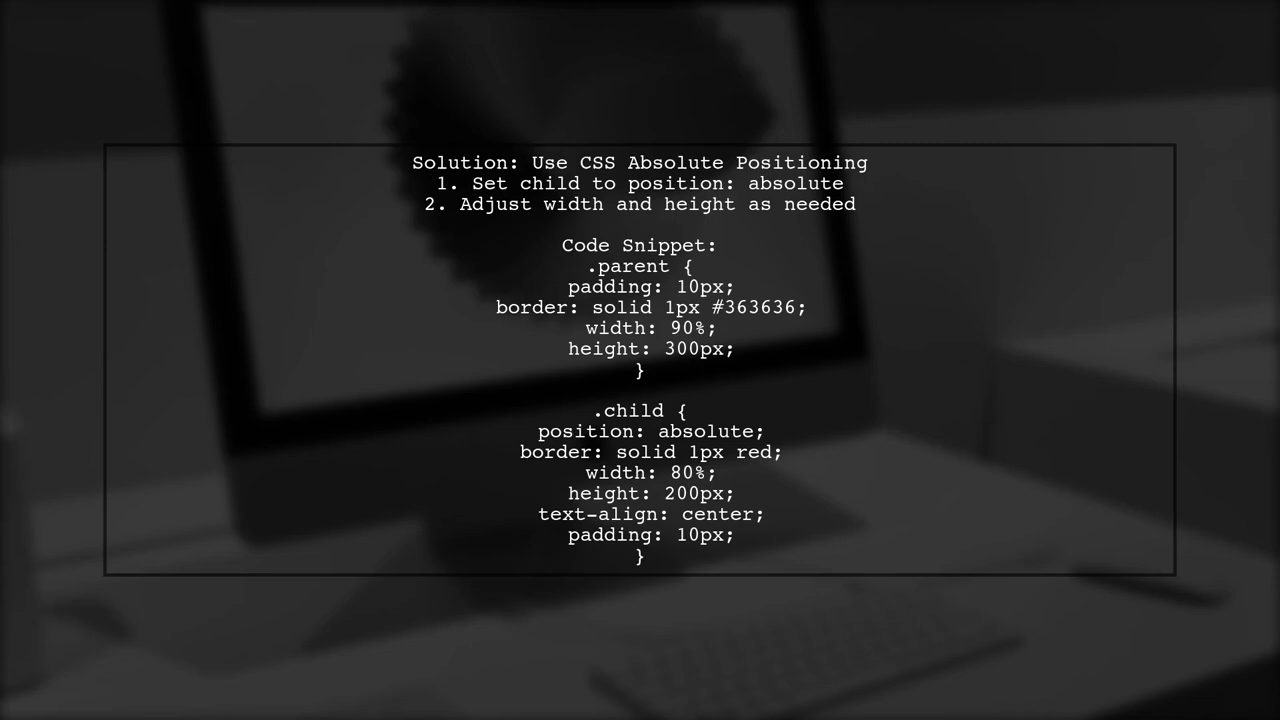 Solution: Use CSS Absolute Positioning
1. Set child to position: absolute
2. Adjust width and height as needed
Code Snippet:
.parent {
padding: 10px;
border: solid 1px #363636;
width: 90%;
height: 300px;
}
.child {
position: absolute;
border: solid 1px red;
width: 80%;
height: 200px;
text-align: center;
padding: 10px;
}